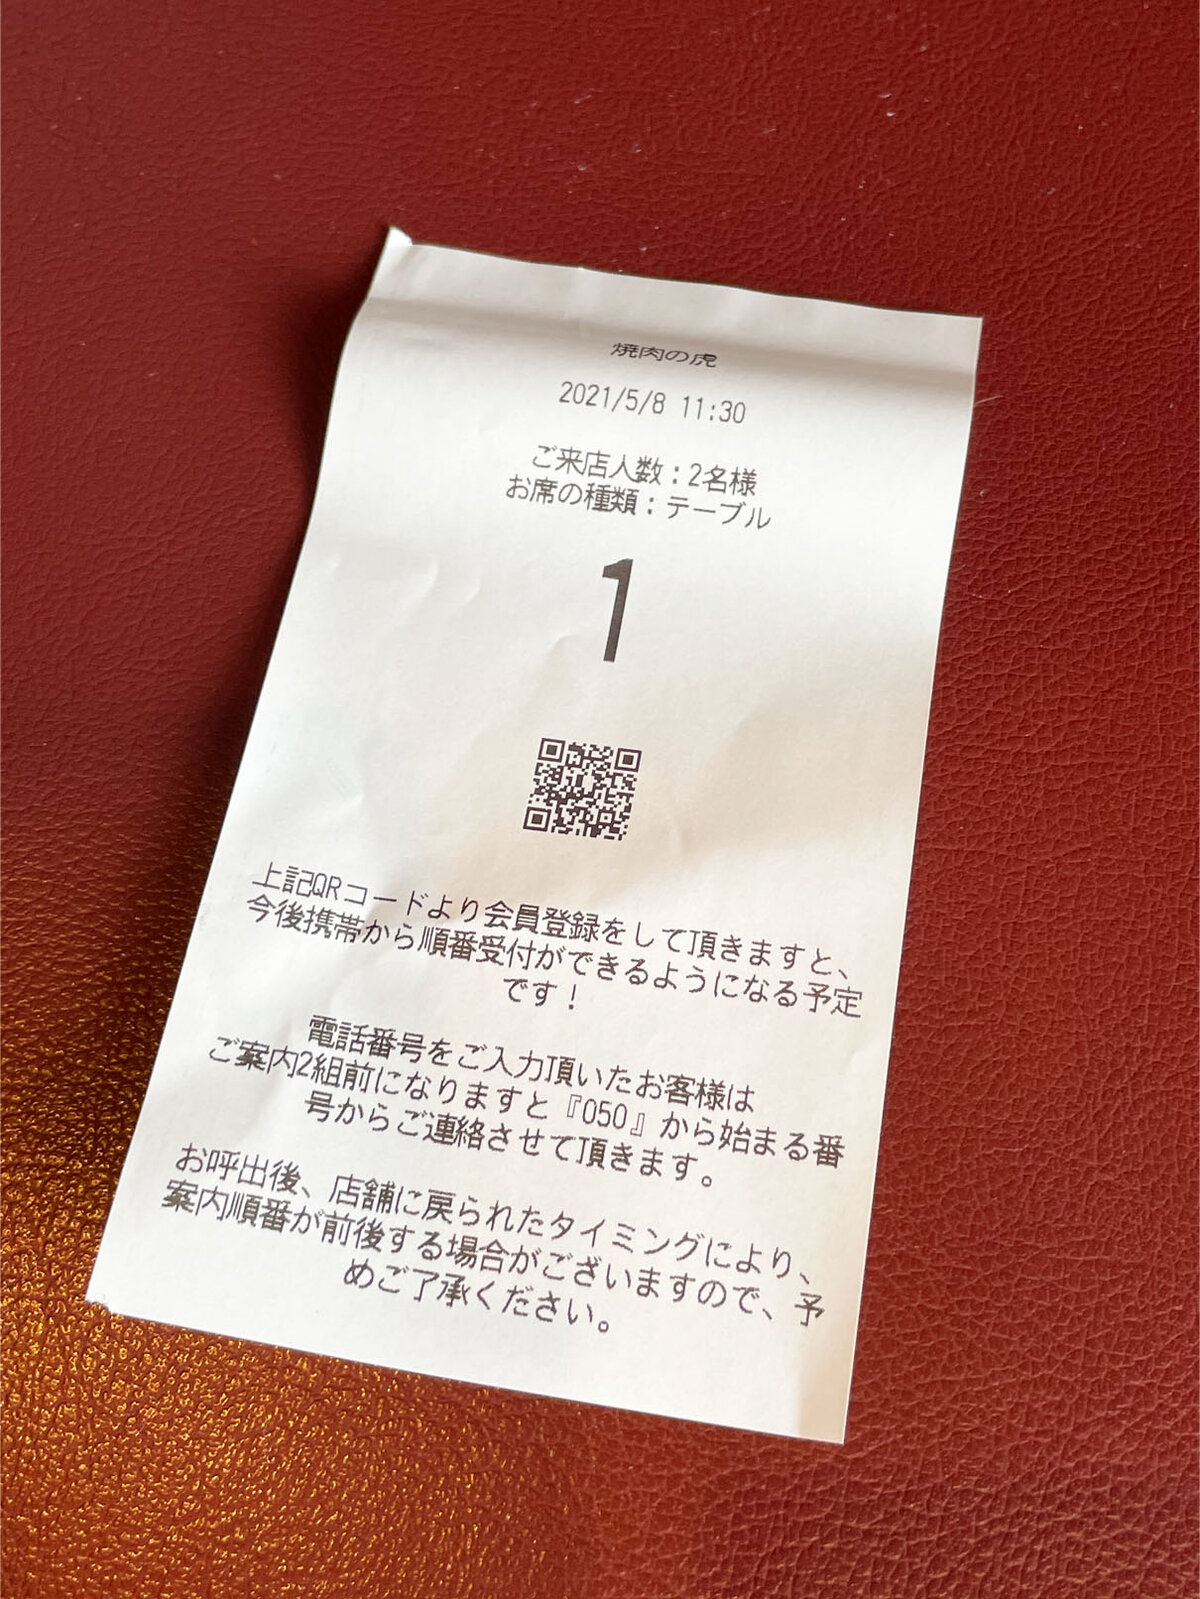 焼肉の虎
2021/5/8 11:30
ご来店人数：2名様
お席の種類：テーブル
1
上記QRコードより会員登録をして頂きますと、
今後携帯から順番受付ができるようになる予定
です！
電話番号をご入力頂いたお客様は
ご案内2組前になりますと『050』から始まる番
号からご連絡させて頂きます。
お呼出後、店舗に戻られたタイミングにより、
案内順番が前後する場合がございますので、予
めご了承ください。